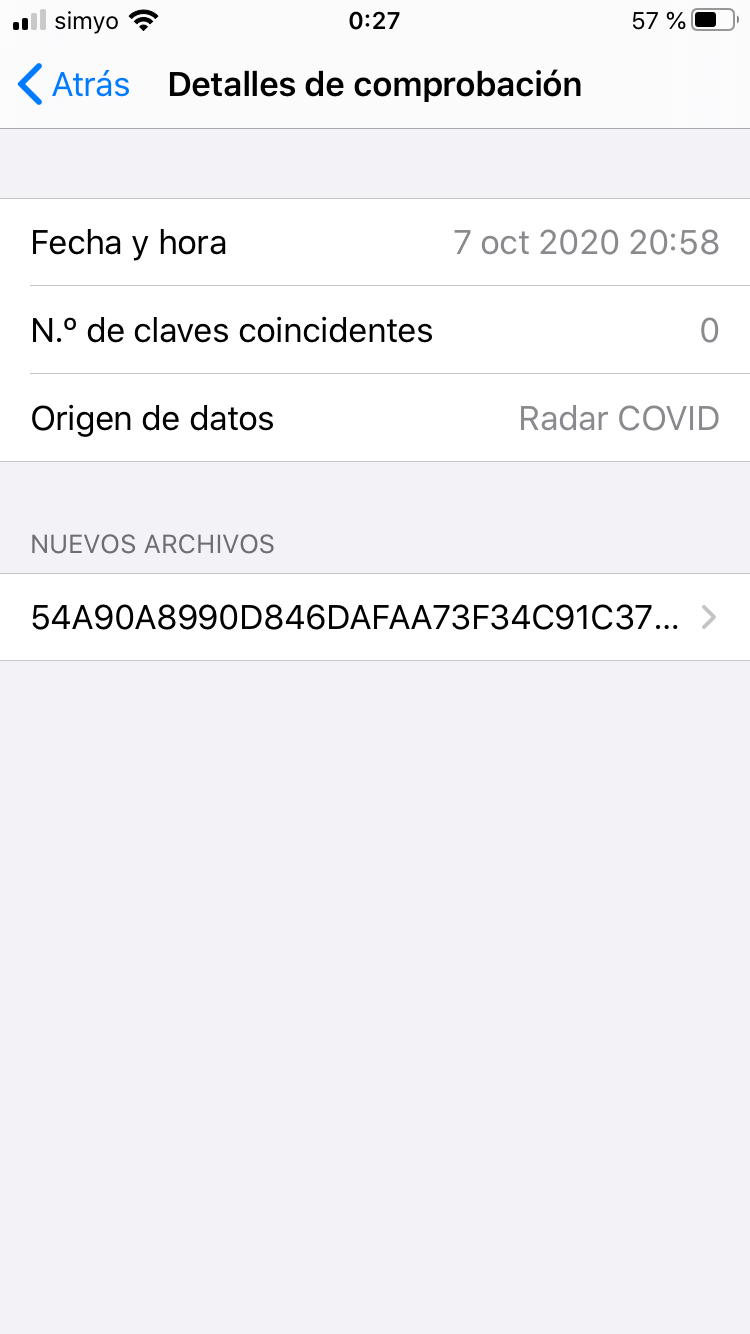 simyo 0:27 57 %
Atrás Detalles de comprobación
Fecha y hora 7 oct 2020 20:58
N.º de claves coincidentes 0
Origen de datos Radar COVID
NUEVOS ARCHIVOS
54A90A8990D846DAFAA73F34C91C37...